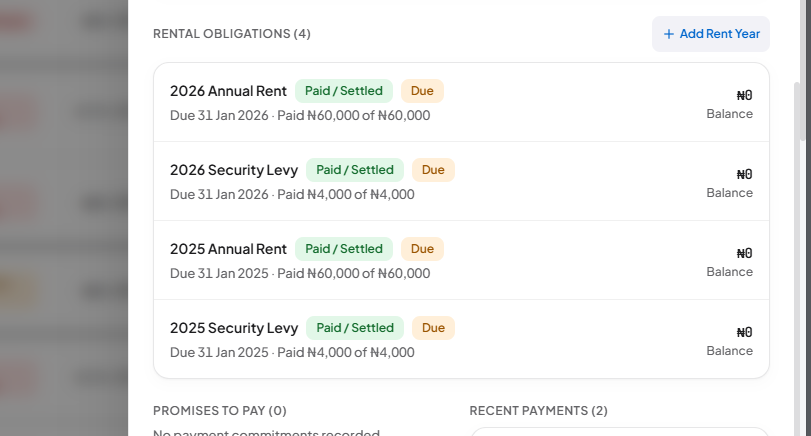 RENTAL OBLIGATIONS (4)
+ Add Rent Year
2026 Annual Rent Paid / Settled Due
₦0
Due 31 Jan 2026 · Paid ₦60,000 of ₦60,000
Balance
2026 Security Levy Paid / Settled Due
₦0
Due 31 Jan 2026 · Paid ₦4,000 of ₦4,000
Balance
2025 Annual Rent Paid / Settled Due
₦0
Due 31 Jan 2025 · Paid ₦60,000 of ₦60,000
Balance
2025 Security Levy Paid / Settled Due
₦0
Due 31 Jan 2025 · Paid ₦4,000 of ₦4,000
Balance
PROMISES TO PAY (0)
RECENT PAYMENTS (2)
No payment commitments recorded